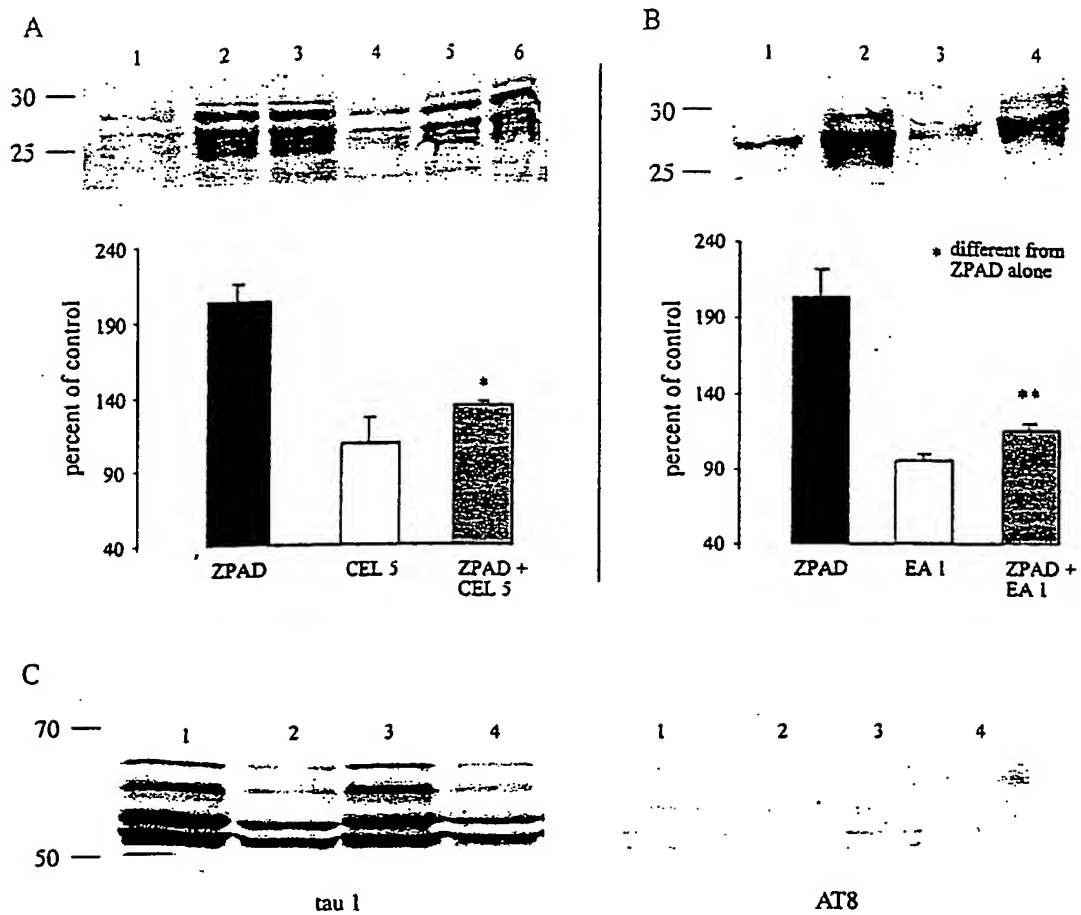 A
1 2 3 4 5 6
30
25
240
190
140
90
40
percent of control
*
ZPAD
CEL 5
ZPAD +
CEL 5
B
1 2 3 4
30
25
240
190
140
90
40
percent of control
* different from
ZPAD alone
**
ZPAD
EA 1
ZPAD +
EA 1
C
70
50
1 2 3 4
tau 1
1 2 3 4
AT8